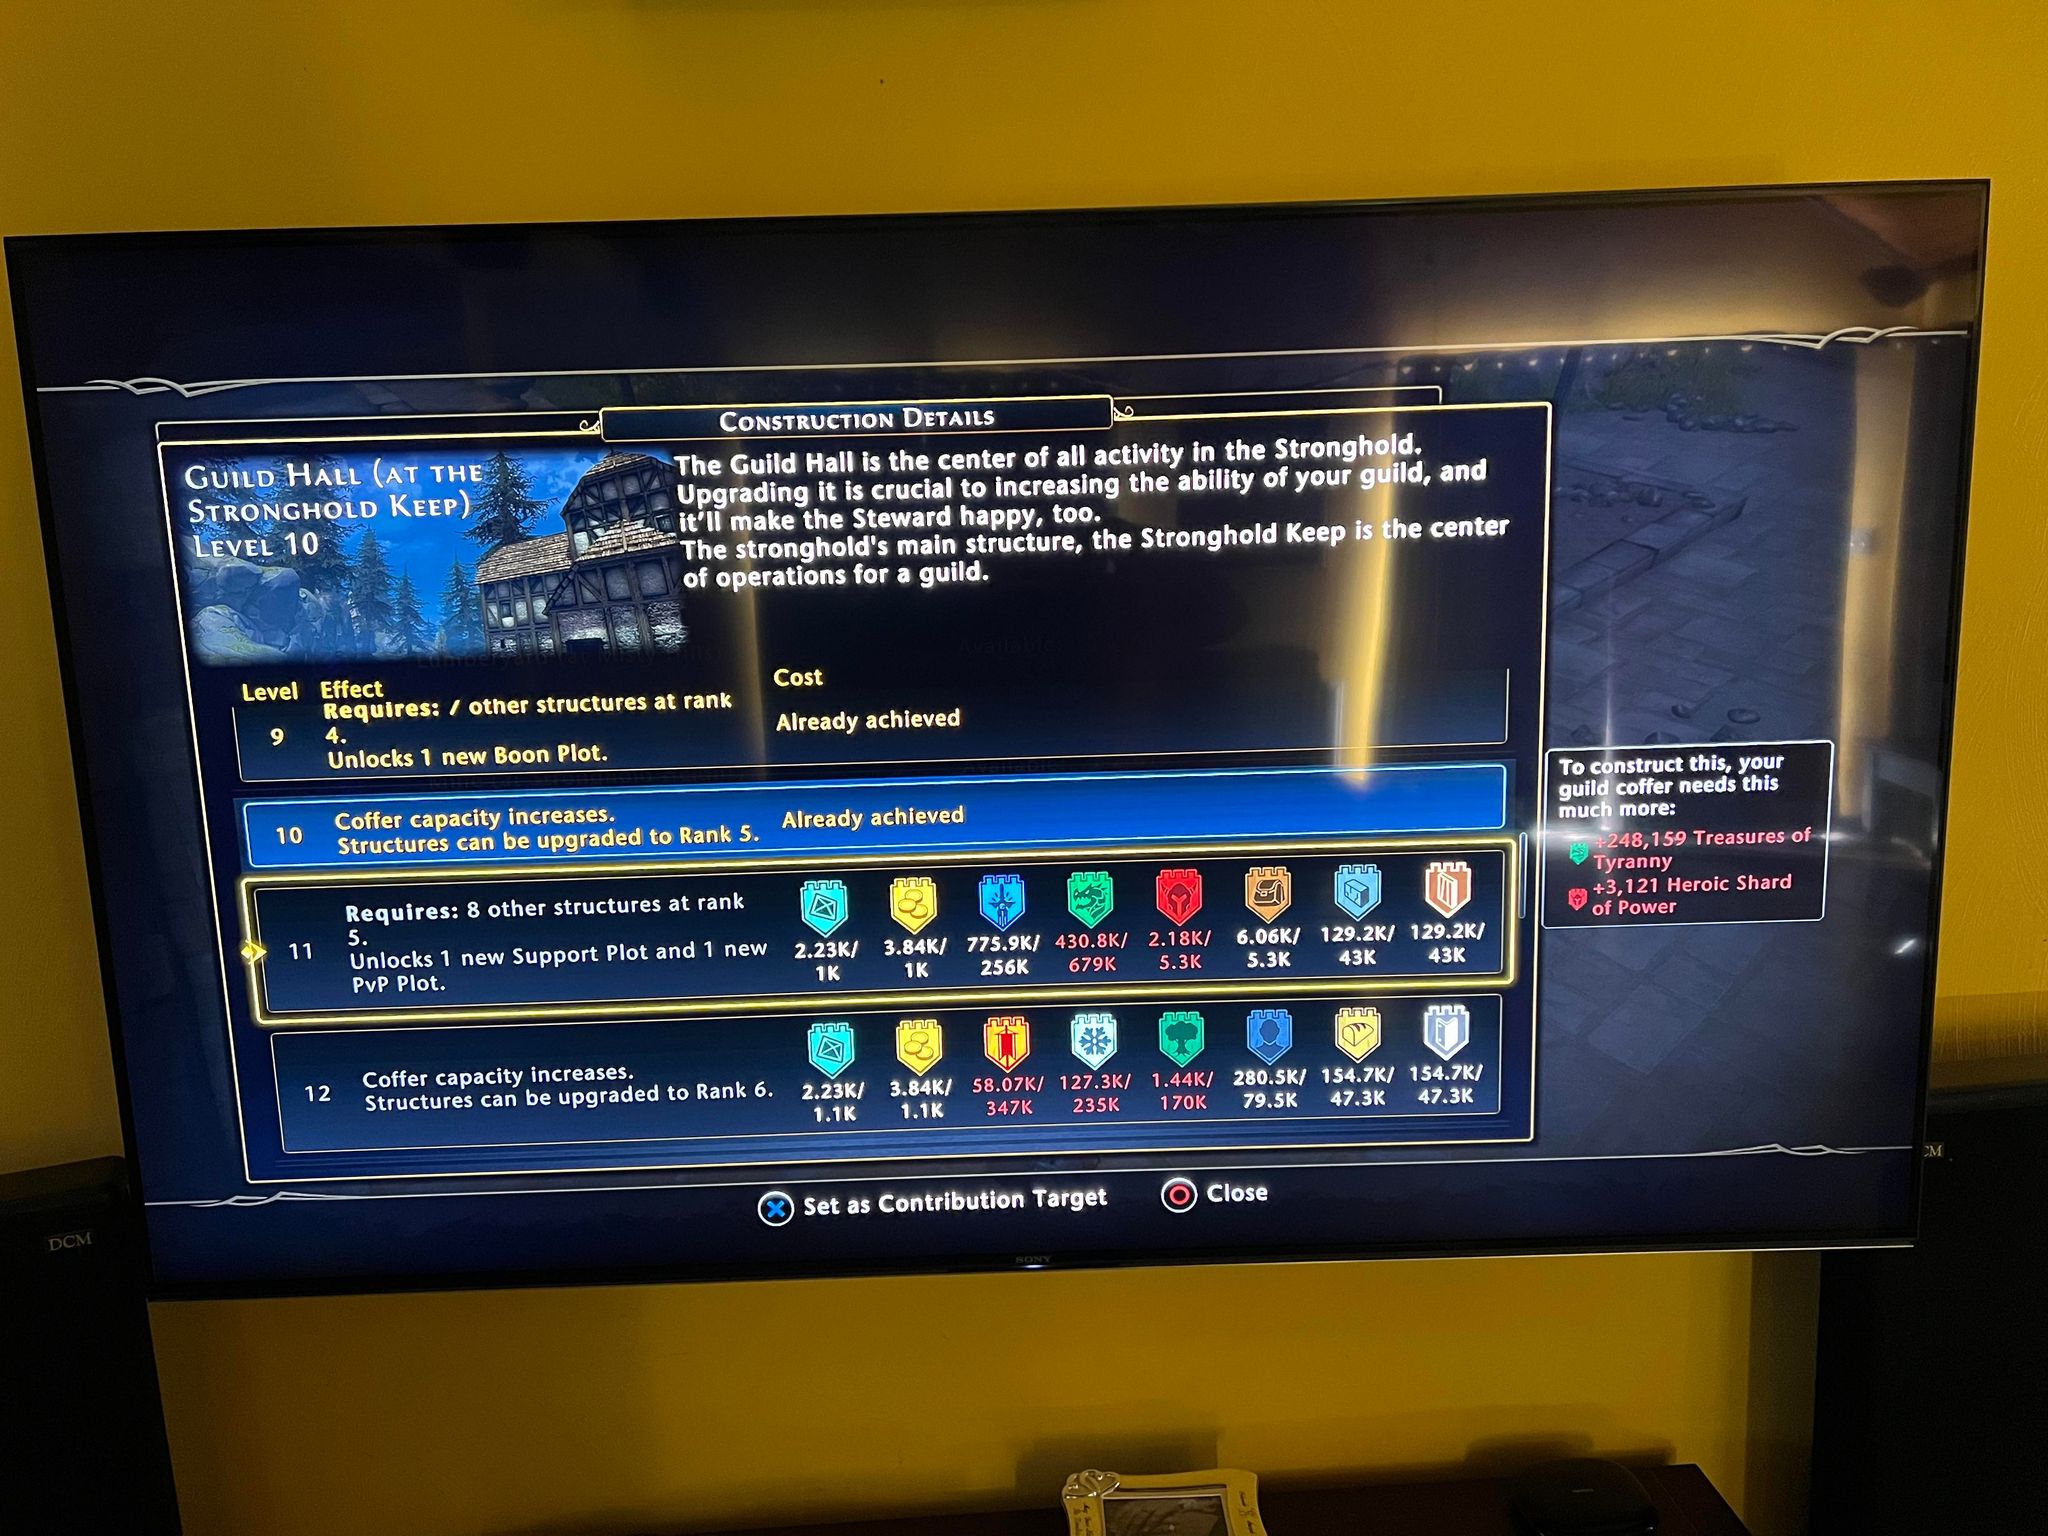 CONSTRUCTION DETAILS
GUILD HALL (AT THE
STRONGHOLD KEEP)
LEVEL 10
The Guild Hall is the center of all activity in the Stronghold.
Upgrading it is crucial to increasing the ability of your guild, and
it'll make the Steward happy, too.
The stronghold's main structure, the Stronghold Keep is the center
of operations for a guild.
Level Effect Cost
9
Requires: 7 other structures at rank
4.
Unlocks 1 new Boon Plot.
Already achieved
10
Coffer capacity increases.
Structures can be upgraded to Rank 5.
Already achieved
11
Requires: 8 other structures at rank
5.
Unlocks 1 new Support Plot and 1 new
PvP Plot.
2.23K/ 3.84K/ 775.9K/ 430.8K/ 2.18K/ 6.06K/ 129.2K/ 129.2K/
1K 1K 256K 679K 5.3K 5.3K 43K 43K
12
Coffer capacity increases.
Structures can be upgraded to Rank 6.
2.23K/ 3.84K/ 58.07K/ 127.3K/ 1.44K/ 280.5K/ 154.7K/ 154.7K/
1.1K 1.1K 347K 235K 170K 79.5K 47.3K 47.3K
To construct this, your
guild coffer needs this
much more:
+248,159 Treasures of
Tyranny
+3,121 Heroic Shard
of Power
Set as Contribution Target
Close
SONY
DCM
CM